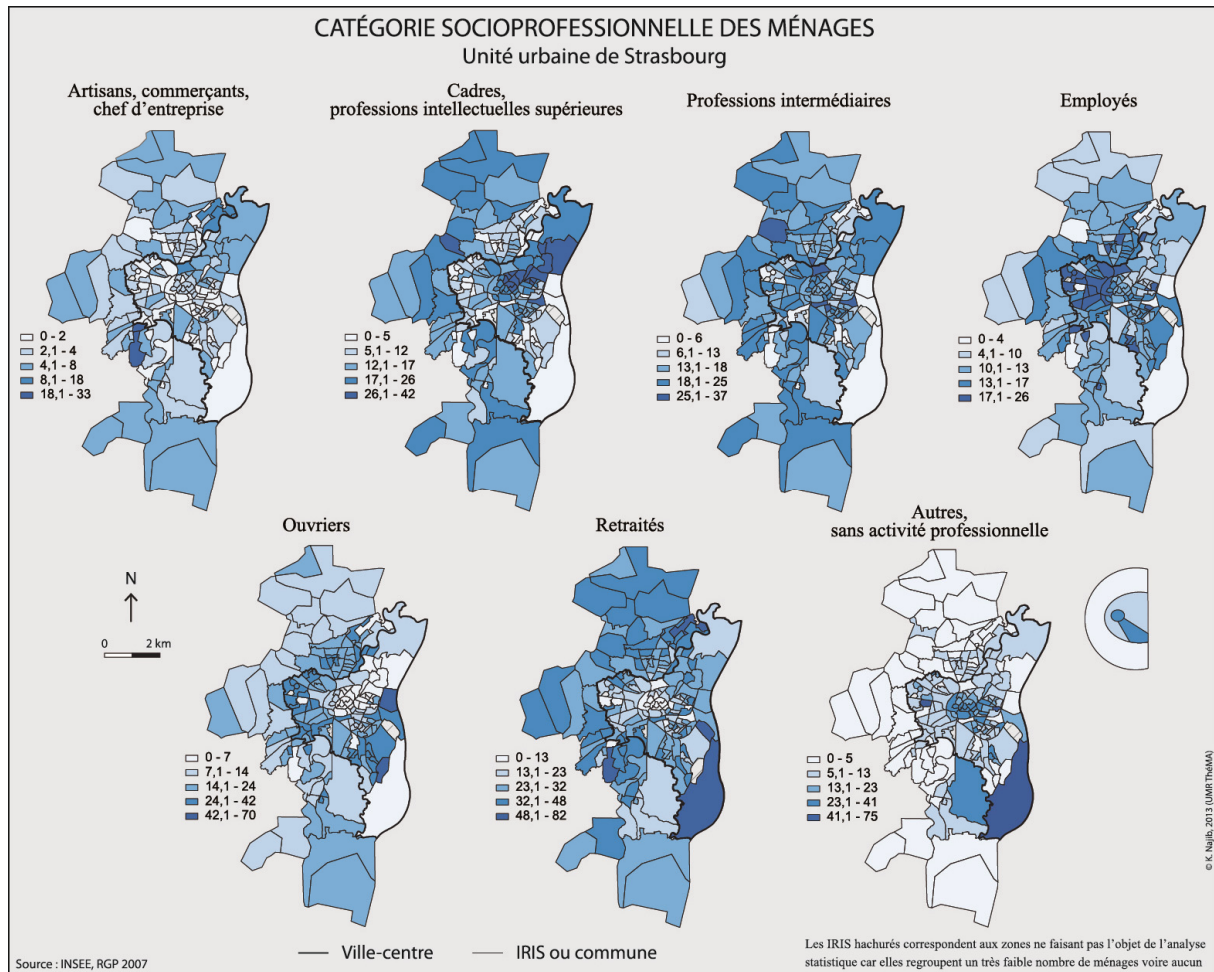 CATÉGORIE SOCIOPROFESSIONNELLE DES MÉNAGES
Unité urbaine de Strasbourg
Artisans, commerçants,
chef d'entreprise
0 - 2
2,1 - 4
4,1 - 8
8,1 - 18
18,1 - 33
Cadres,
professions intellectuelles supérieures
0 - 5
5,1 - 12
12,1 - 17
17,1 - 26
26,1 - 42
Professions intermédiaires
0 - 6
6,1 - 13
13,1 - 18
18,1 - 25
25,1 - 37
Employés
0 - 4
4,1 - 10
10,1 - 13
13,1 - 17
17,1 - 26
Ouvriers
0 - 7
7,1 - 14
14,1 - 24
24,1 - 42
42,1 - 70
Retraités
0 - 13
13,1 - 23
23,1 - 32
32,1 - 48
48,1 - 82
Autres,
sans activité professionnelle
0 - 5
5,1 - 13
13,1 - 23
23,1 - 41
41,1 - 75
N
0 2 km
© K. Najib, 2013 (UMR ThéMA)
Source : INSEE, RGP 2007
Ville-centre
IRIS ou commune
Les IRIS hachurés correspondent aux zones ne faisant pas l'objet de l'analyse
statistique car elles regroupent un très faible nombre de ménages voire aucun